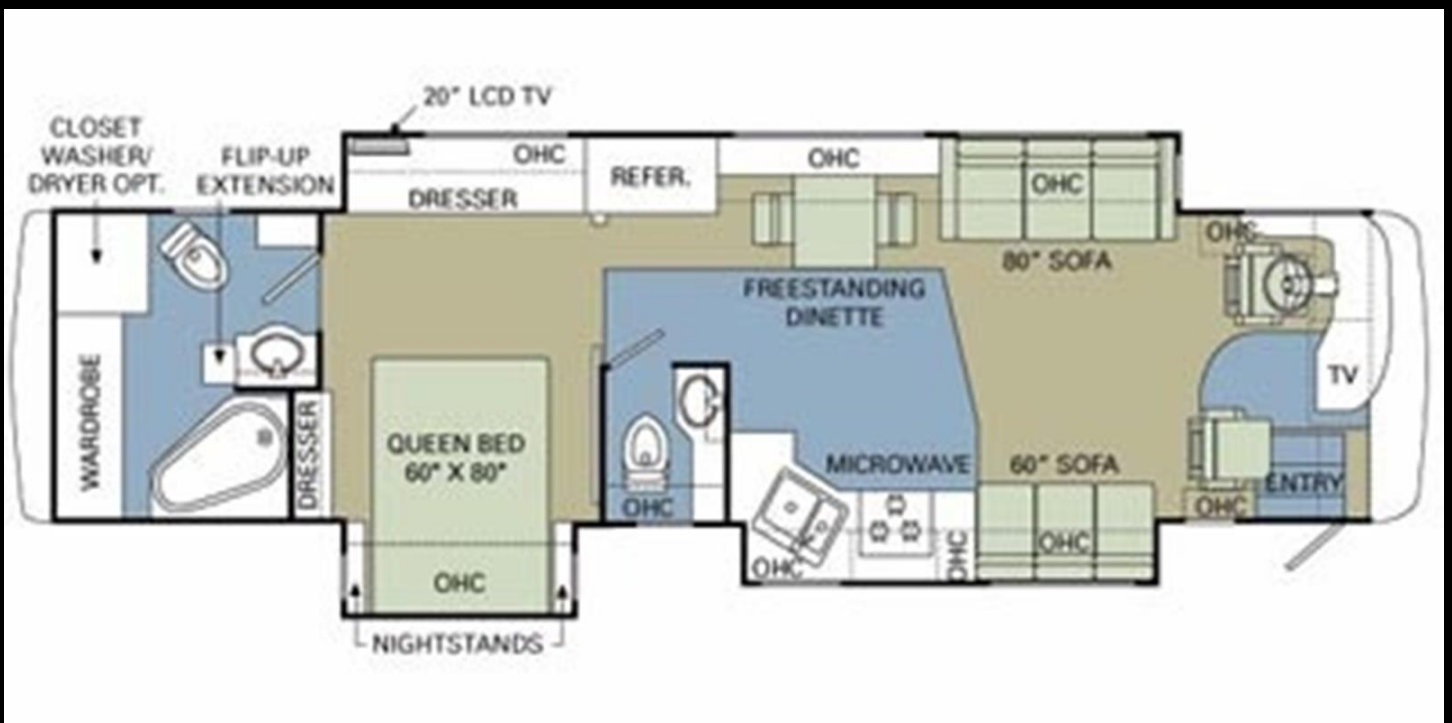 20" LCD TV
CLOSET
WASHER/
DRYER OPT.
FLIP-UP
EXTENSION
OHC
DRESSER
REFER.
OHC
OHC
80" SOFA
OHC
FREESTANDING
DINETTE
TV
WARDROBE
DRESSER
QUEEN BED
60" X 80"
OHC
MICROWAVE
60" SOFA
ENTRY
OHC
OHC
OHC
OHC
OHC
OHC
NIGHTSTANDS